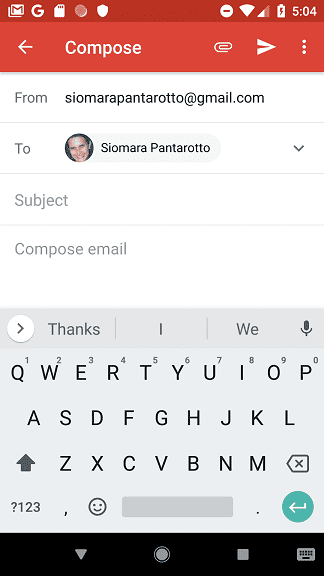 5:04
Compose
From siomarapantarotto@gmail.com
To Siomara Pantarotto
Subject
Compose email
Thanks I We
1 2 3 4 5 6 7 8 9 0
Q W E R T Y U I O P
A S D F G H J K L
Z X C V B N M
?123 , .